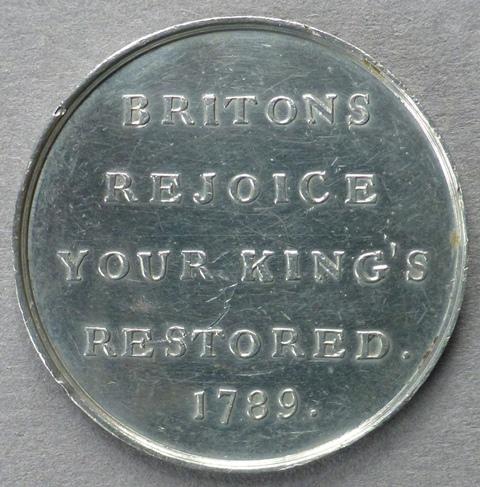 BRITONS
REJOICE
YOUR KING'S
RESTORED.
1789.